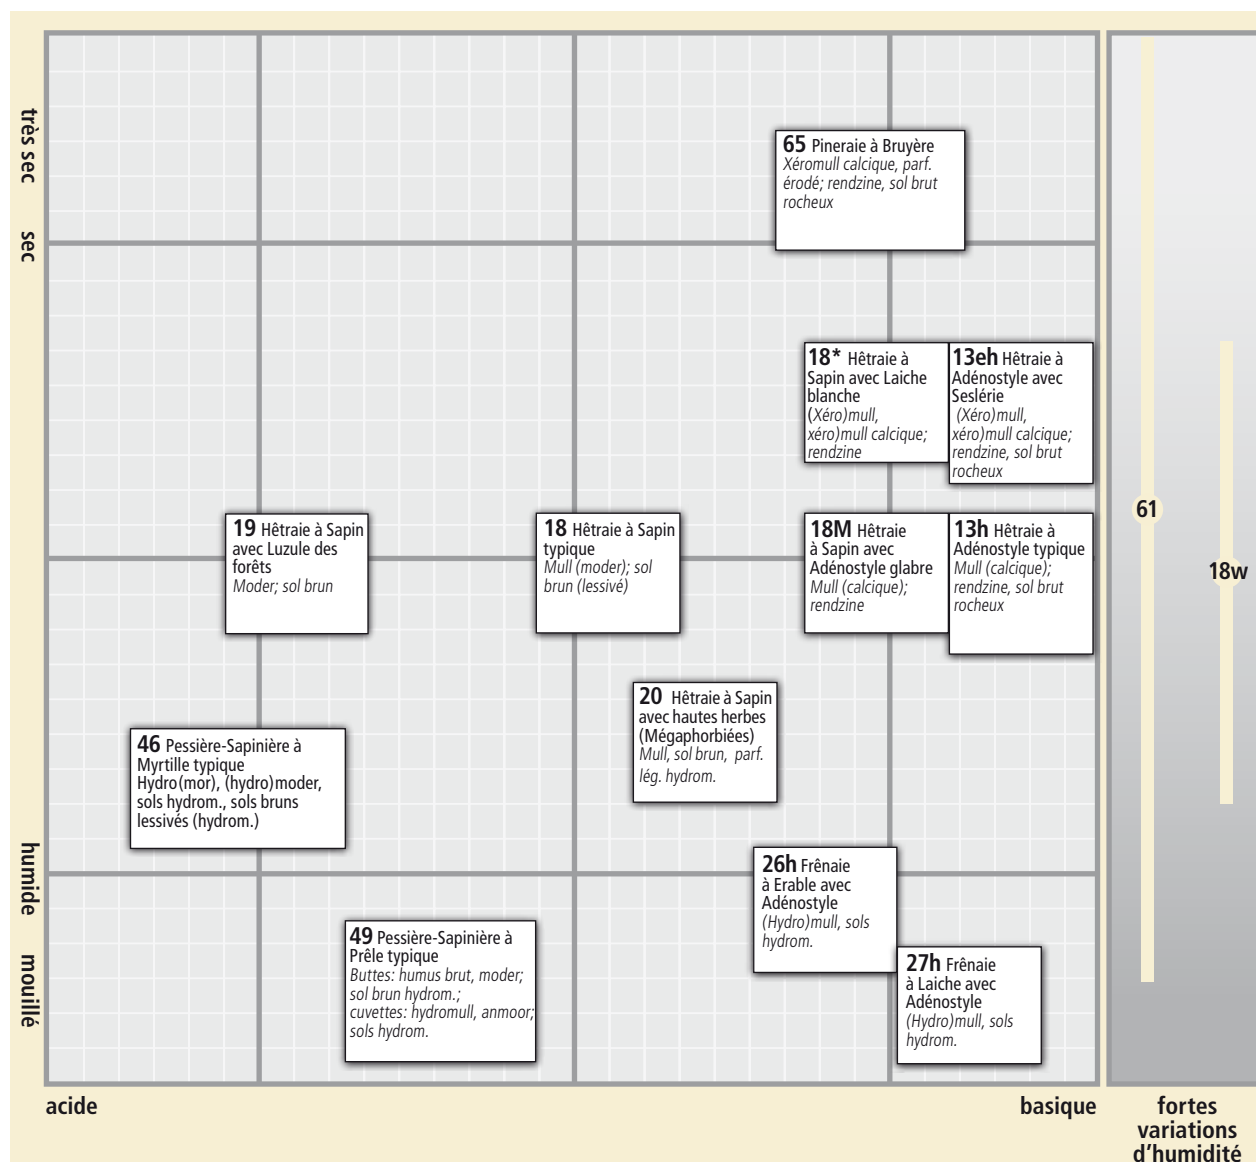 très sec
sec
humide
mouillé
65 Pineraie à Bruyère
Xéromull calcique, parf.
érodé; rendzine, sol brut
rocheux
18* Hêtraie à
Sapin avec Laiche
blanche
(Xéro)mull,
xéro)mull calcique;
rendzine
13eh Hêtraie à
Adénostyle avec
Seslérie
(Xéro)mull,
xéro)mull calcique;
rendzine, sol brut
rocheux
19 Hêtraie à Sapin
avec Luzule des
forêts
Moder; sol brun
18 Hêtraie à Sapin
typique
Mull (moder); sol
brun (lessivé)
18M Hêtraie
à Sapin avec
Adénostyle glabre
Mull (calcique);
rendzine
13h Hêtraie à
Adénostyle typique
Mull (calcique);
rendzine, sol brut
rocheux
20 Hêtraie à Sapin
avec hautes herbes
(Mégaphorbiées)
Mull, sol brun, parf.
lég. hydrom.
46 Pessière-Sapinière à
Myrtille typique
Hydro(mor), (hydro)moder,
sols hydrom., sols bruns
lessivés (hydrom.)
26h Frênaie
à Erable avec
Adénostyle
(Hydro)mull, sols
hydrom.
49 Pessière-Sapinière à
Prêle typique
Buttes: humus brut, moder;
sol brun hydrom.;
cuvettes: hydromull, anmoor;
sols hydrom.
27h Frênaie
à Laiche avec
Adénostyle
(Hydro)mull, sols
hydrom.
61
18w
acide
basique
fortes
variations
d'humidité